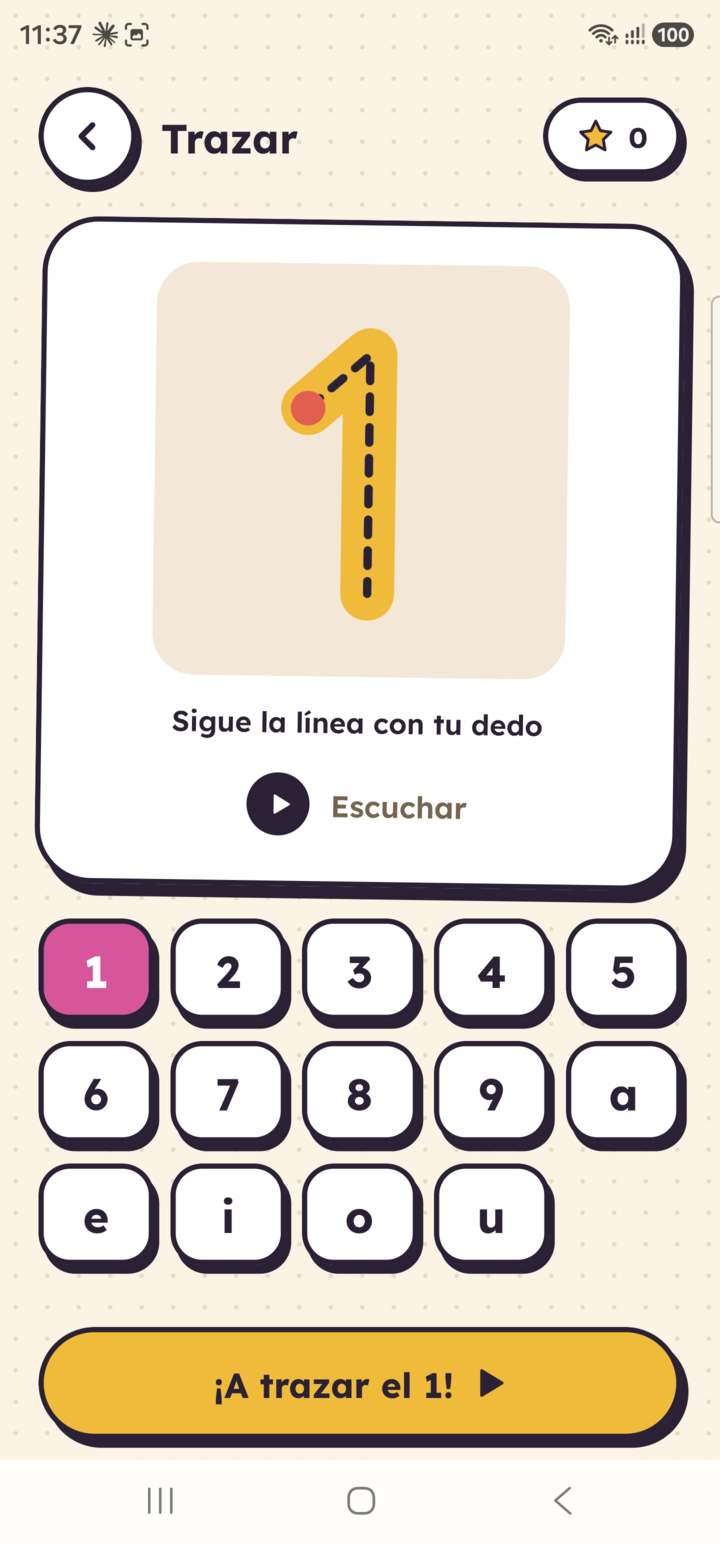 11:37 100
Trazar 0
1
Sigue la línea con tu dedo
Escuchar
1 2 3 4 5
6 7 8 9 a
e i o u
¡A trazar el 1!